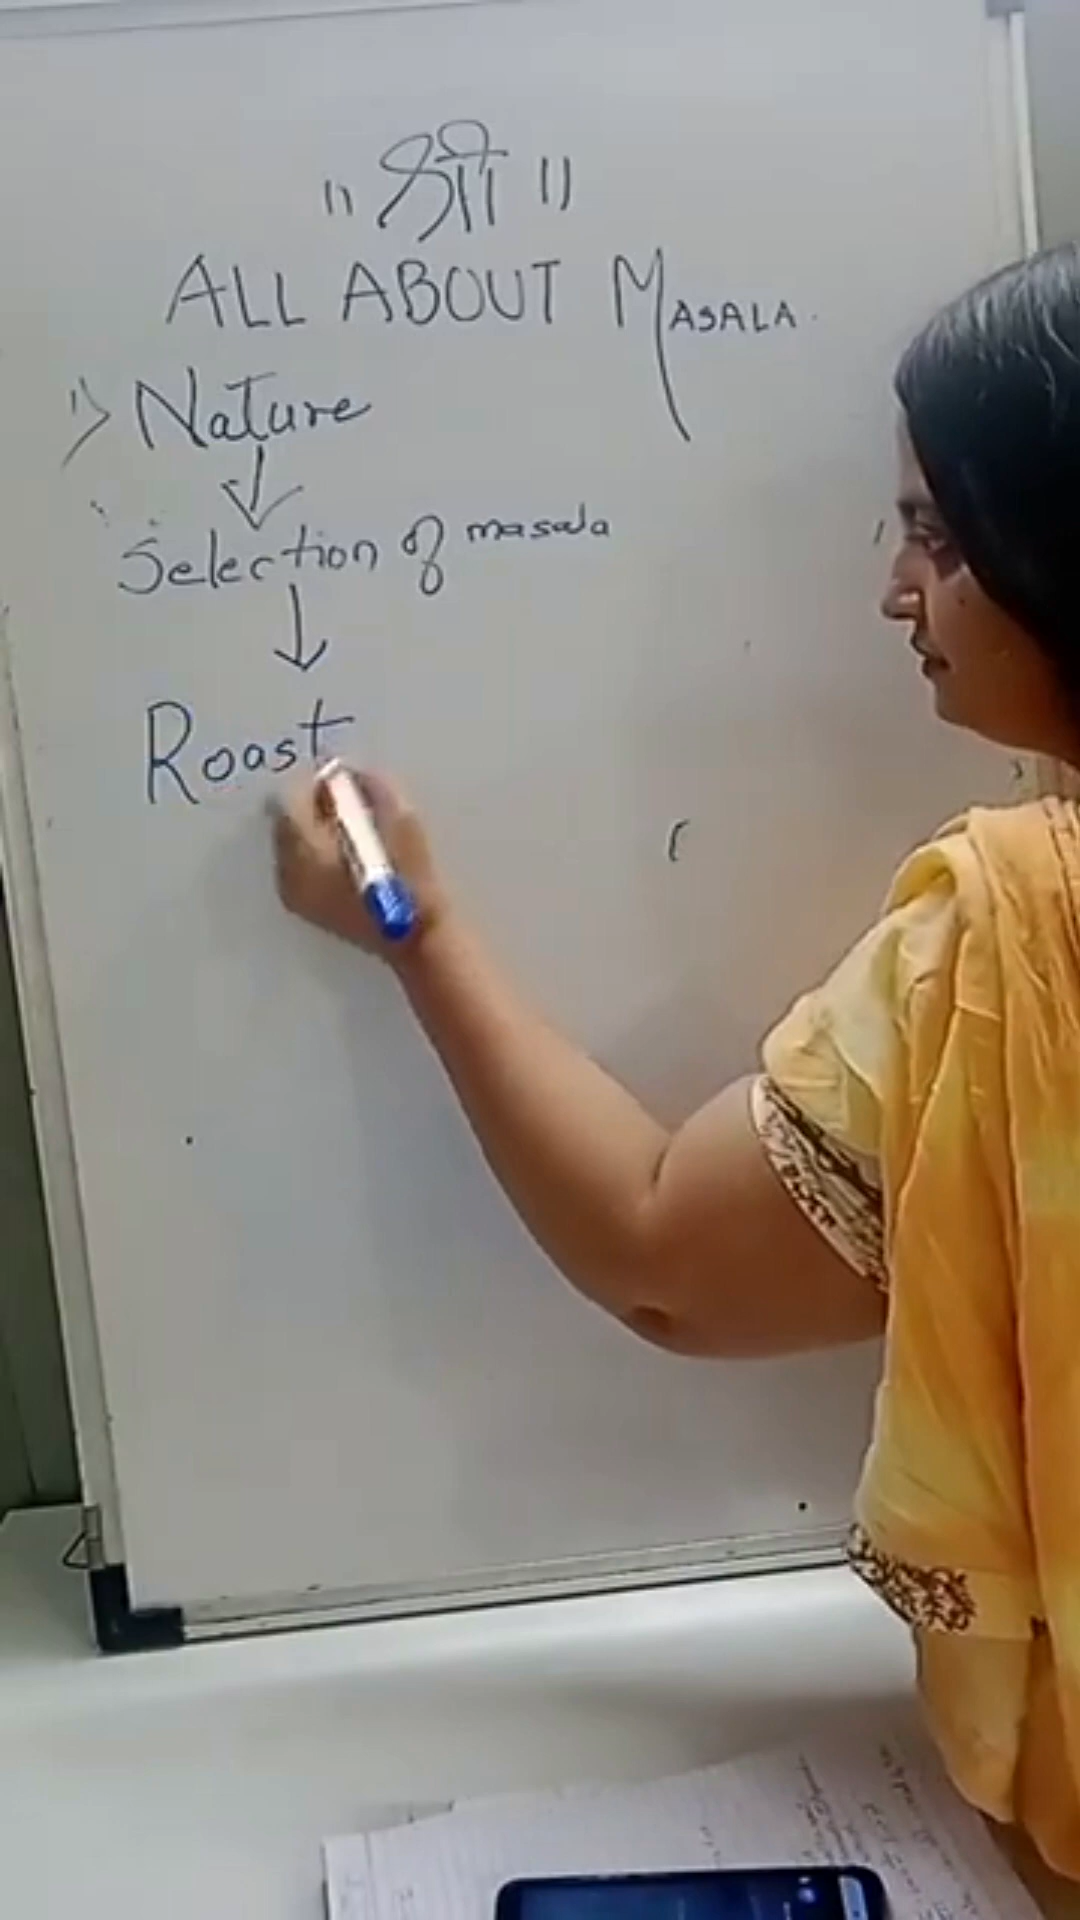 "श्री"
ALL ABOUT MASALA.
1> Nature
Selection of masala
Roast